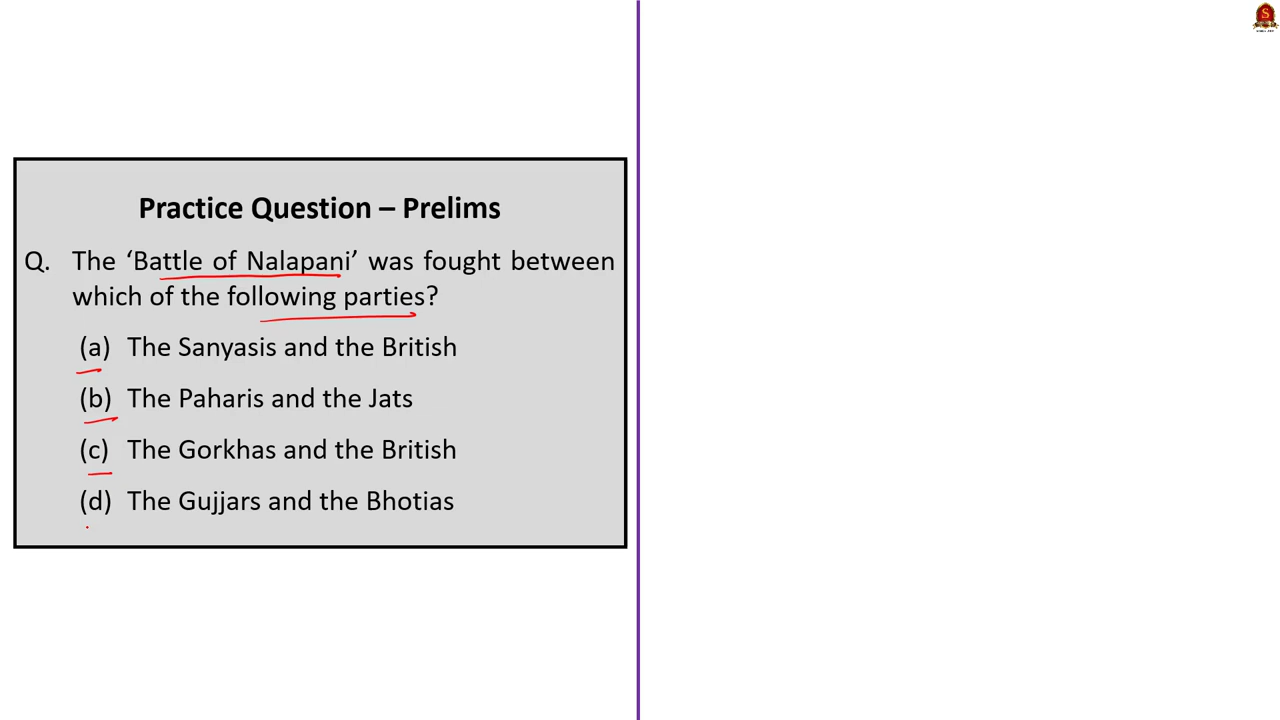 Practice Question – Prelims
Q. The ‘Battle of Nalapani’ was fought between
which of the following parties?
(a) The Sanyasis and the British
(b) The Paharis and the Jats
(c) The Gorkhas and the British
(d) The Gujjars and the Bhotias